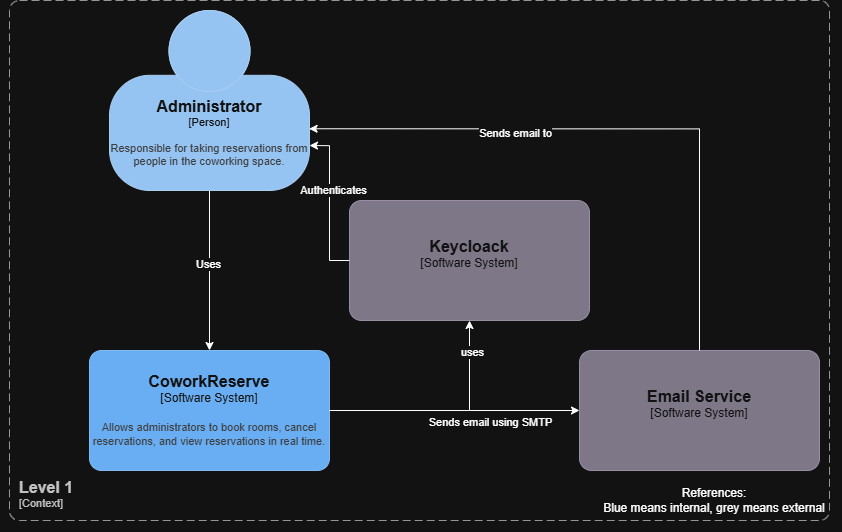 Administrator
[Person]
Responsible for taking reservations from
people in the coworking space.
Sends email to
Authenticates
Keycloack
[Software System]
Uses
uses
CoworkReserve
[Software System]
Allows administrators to book rooms, cancel
reservations, and view reservations in real time.
Sends email using SMTP
Email Service
[Software System]
Level 1
[Context]
References:
Blue means internal, grey means external